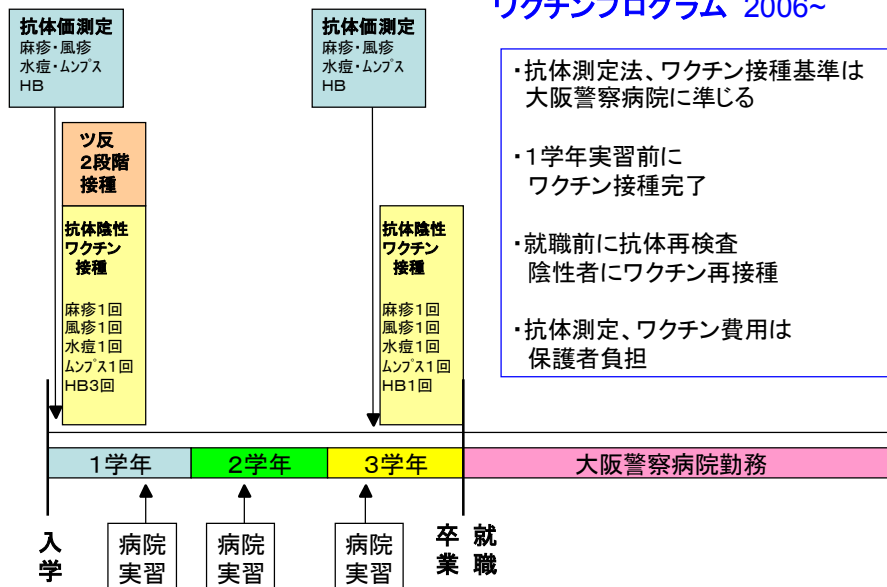 ワクチンプログラム 2006~
抗体価測定
麻疹・風疹
水痘・ムンプス
HB
抗体価測定
麻疹・風疹
水痘・ムンプス
HB
・抗体測定法、ワクチン接種基準は
大阪警察病院に準じる
・1学年実習前に
ワクチン接種完了
・就職前に抗体再検査
陰性者にワクチン再接種
・抗体測定、ワクチン費用は
保護者負担
ツ反
2段階
接種
抗体陰性
ワクチン
接種
麻疹1回
風疹1回
水痘1回
ムンプス1回
HB3回
抗体陰性
ワクチン
接種
麻疹1回
風疹1回
水痘1回
ムンプス1回
HB1回
1学年
2学年
3学年
大阪警察病院勤務
入学
病院
実習
病院
実習
病院
実習
卒業
就職